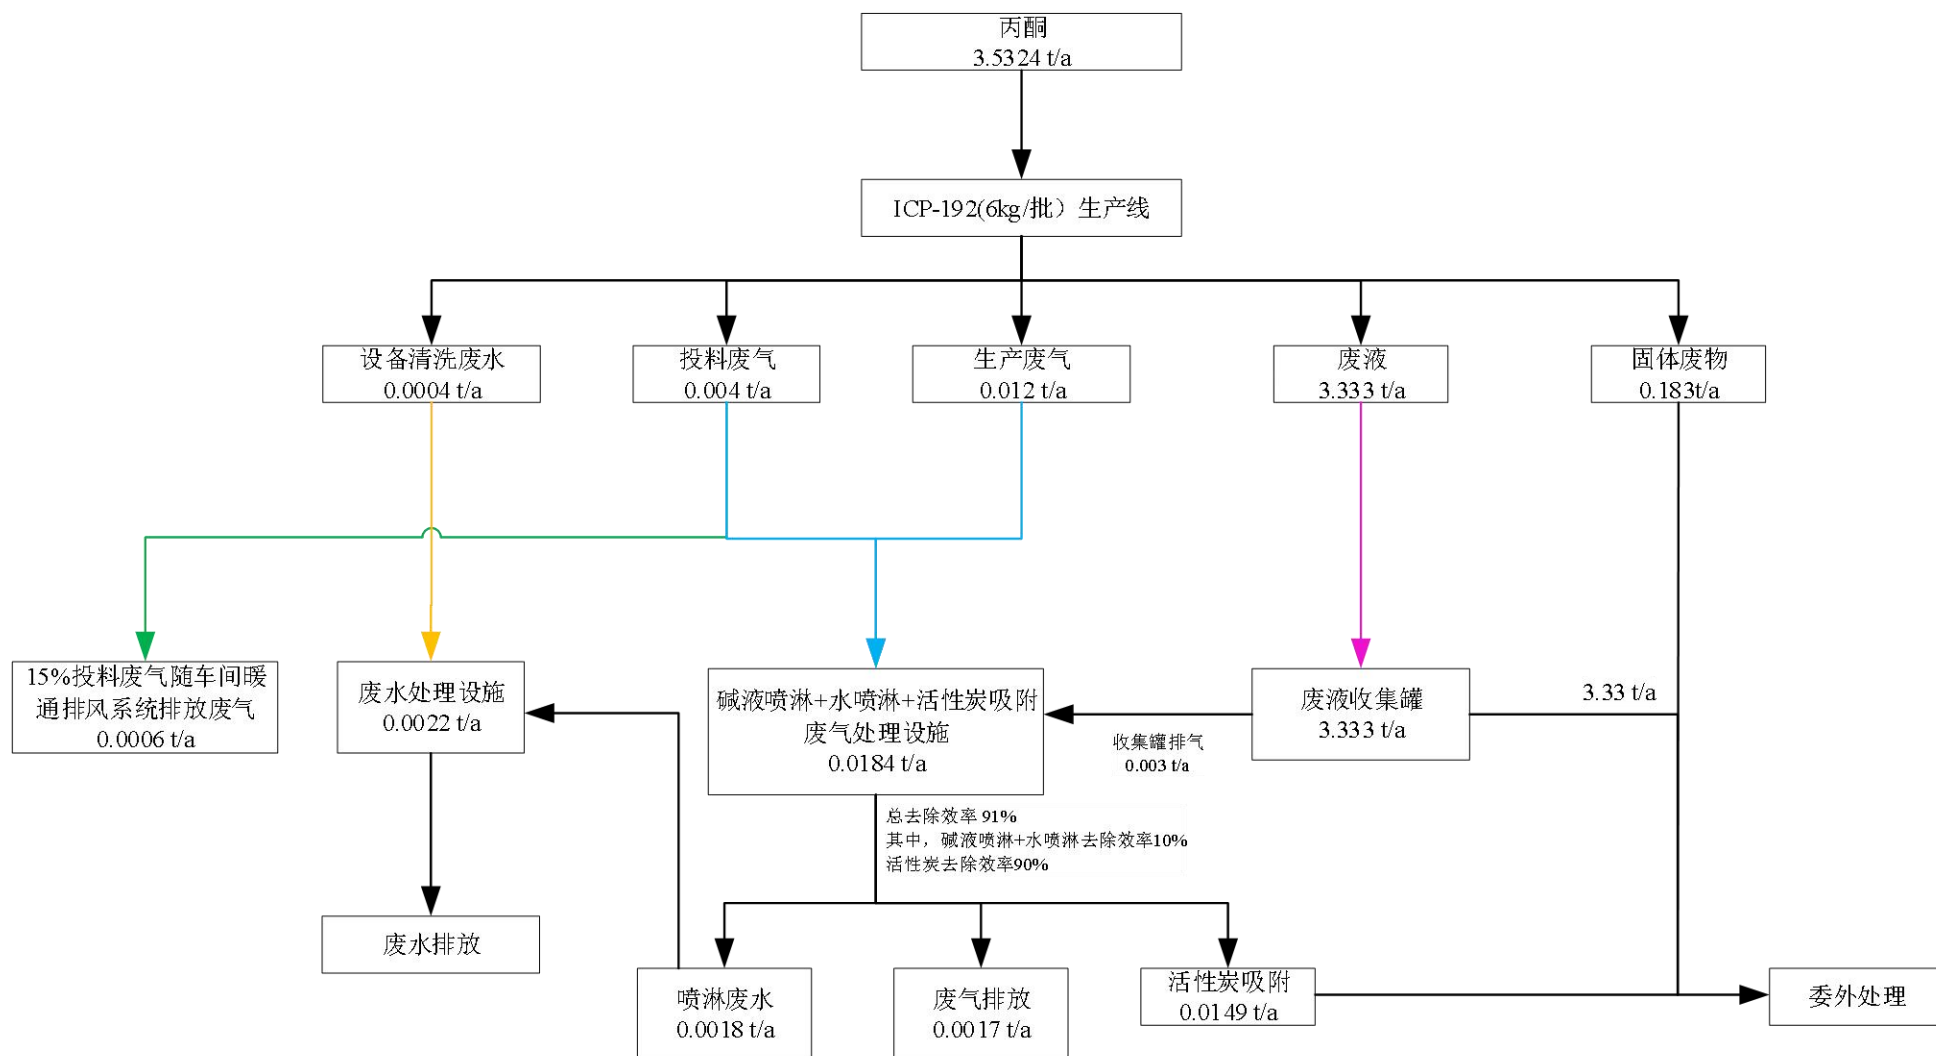 丙酮
3.5324 t/a
ICP-192(6kg/批）生产线
设备清洗废水
0.0004 t/a
投料废气
0.004 t/a
生产废气
0.012 t/a
废液
3.333 t/a
固体废物
0.183t/a
15%投料废气随车间暖
通排风系统排放废气
0.0006 t/a
废水处理设施
0.0022 t/a
碱液喷淋+水喷淋+活性炭吸附
废气处理设施
0.0184 t/a
收集罐排气
0.003 t/a
废液收集罐
3.333 t/a
3.33 t/a
总去除效率 91%
其中，碱液喷淋+水喷淋去除效率10%
活性炭去除效率90%
废水排放
喷淋废水
0.0018 t/a
废气排放
0.0017 t/a
活性炭吸附
0.0149 t/a
委外处理